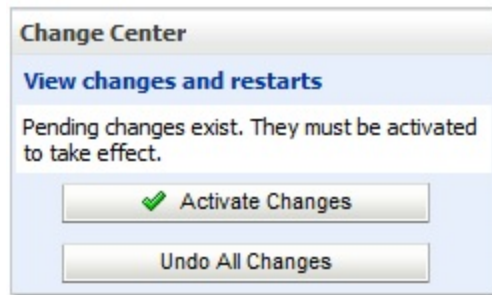 Change Center
View changes and restarts
Pending changes exist. They must be activated
to take effect.
Activate Changes
Undo All Changes